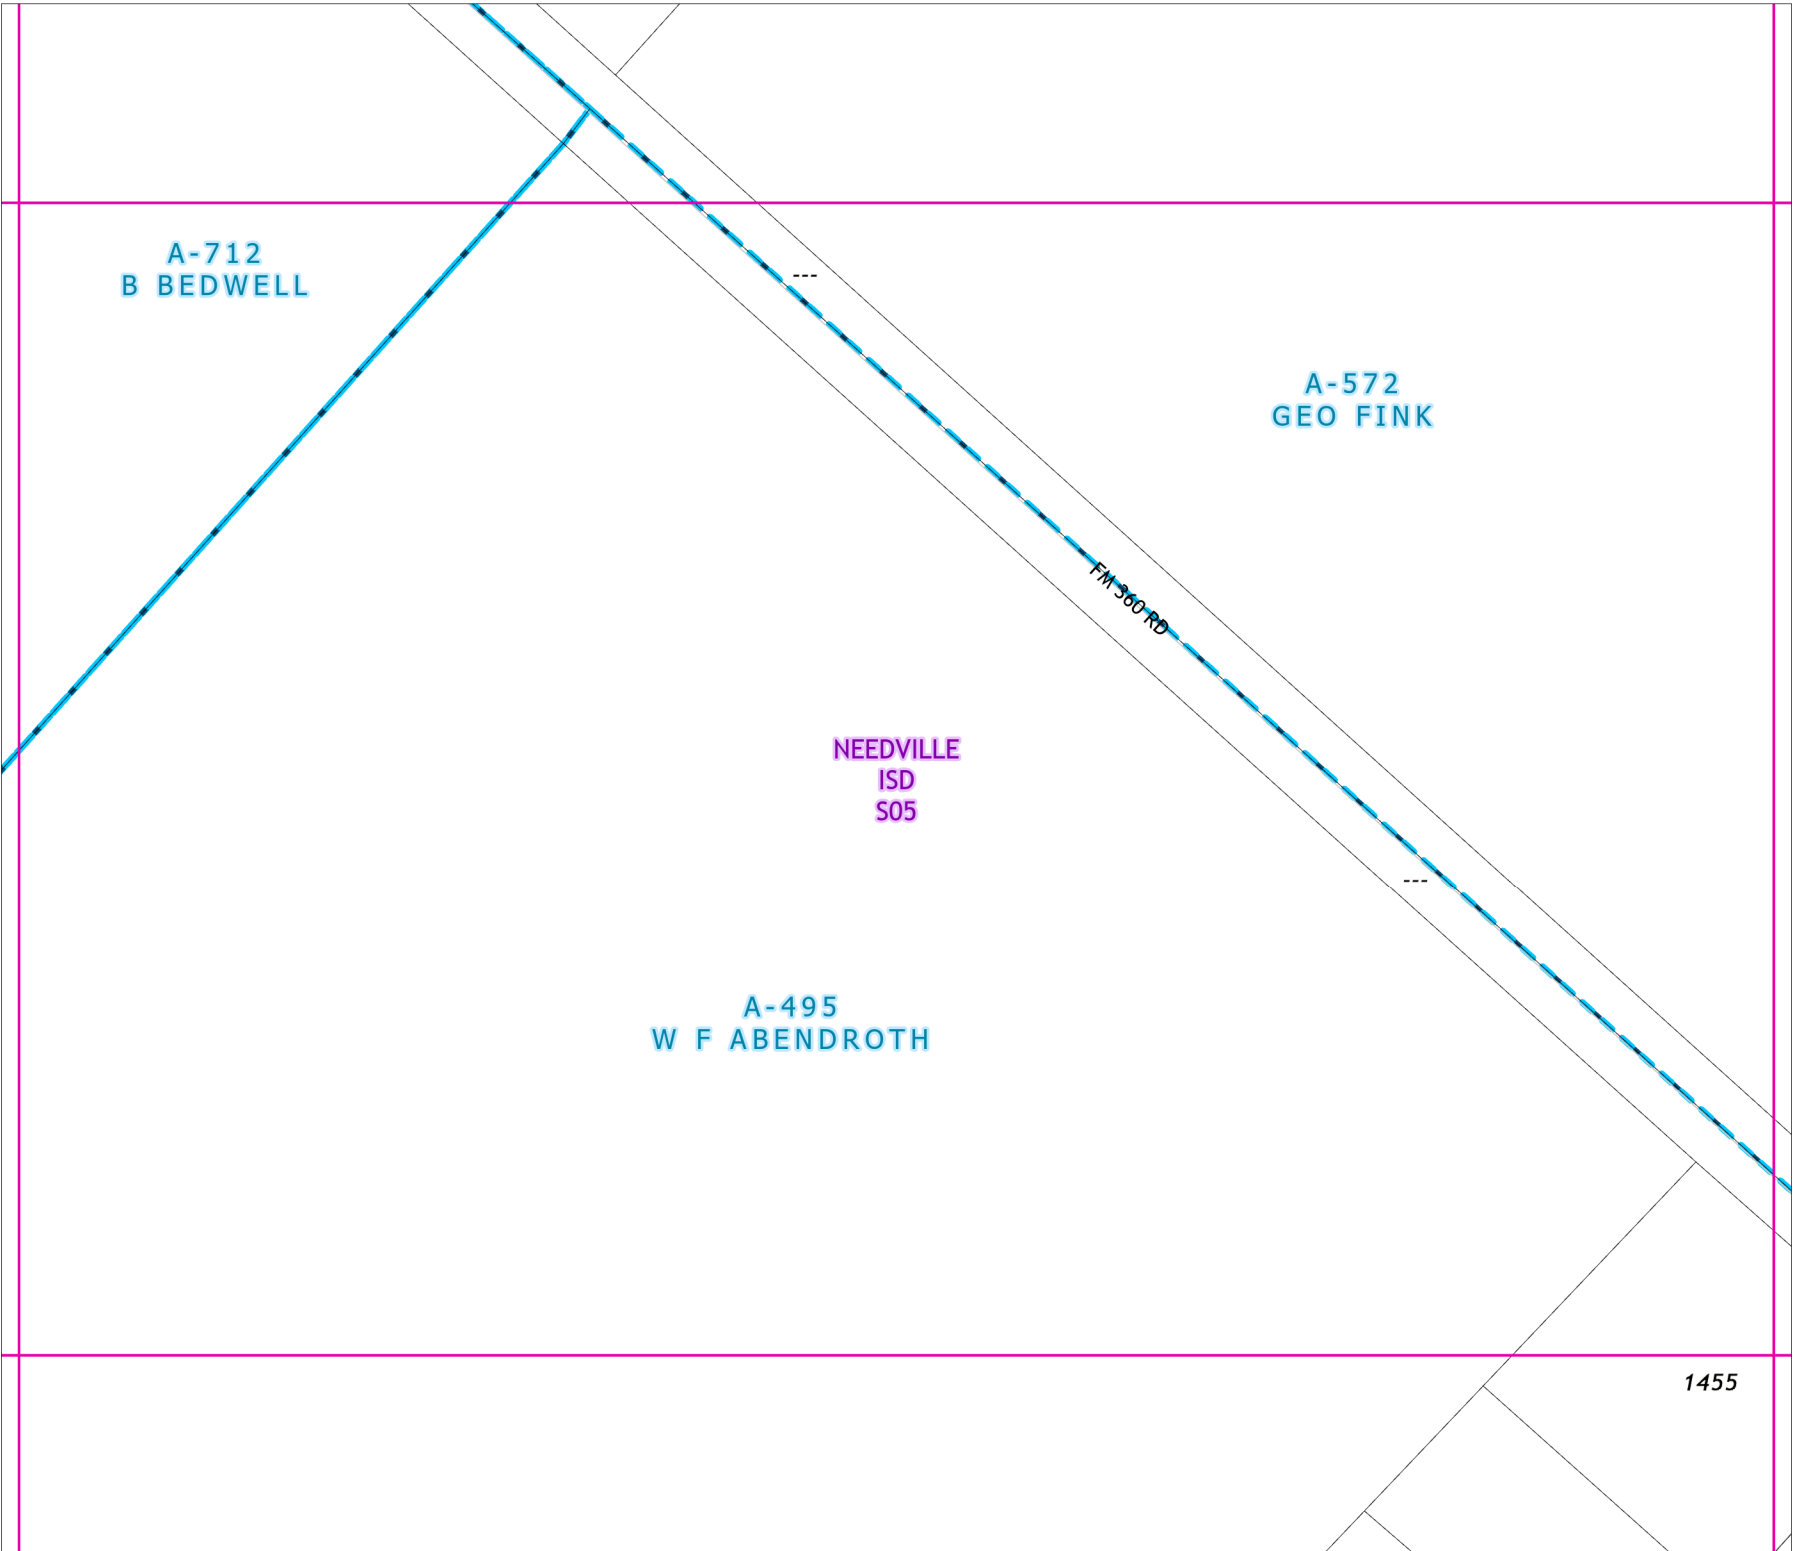 A-712
B BEDWELL
---
A-572
GEO FINK
FM 360 RD
NEEDVILLE
ISD
S05
---
A-495
W F ABENDROTH
1455